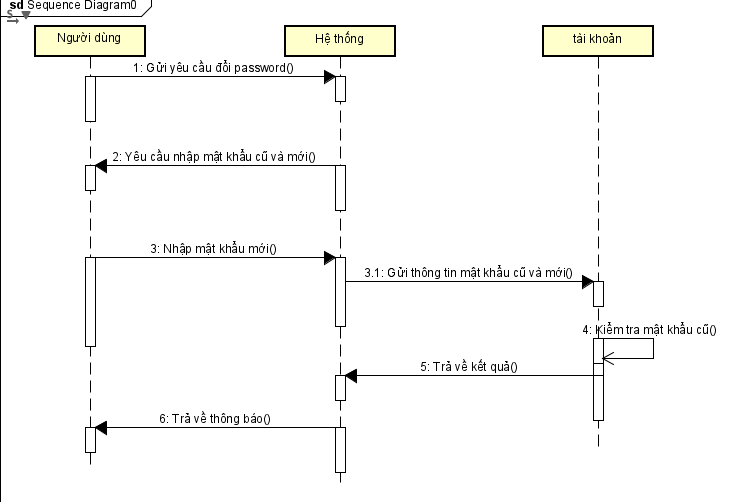 sd Sequence Diagram0
Người dùng
Hệ thống
tài khoản
1: Gửi yêu cầu đổi password()
2: Yêu cầu nhập mật khẩu cũ và mới()
3: Nhập mật khẩu mới()
3.1: Gửi thông tin mật khẩu cũ và mới()
4: Kiểm tra mật khẩu cũ()
5: Trả về kết quả()
6: Trả về thông báo()